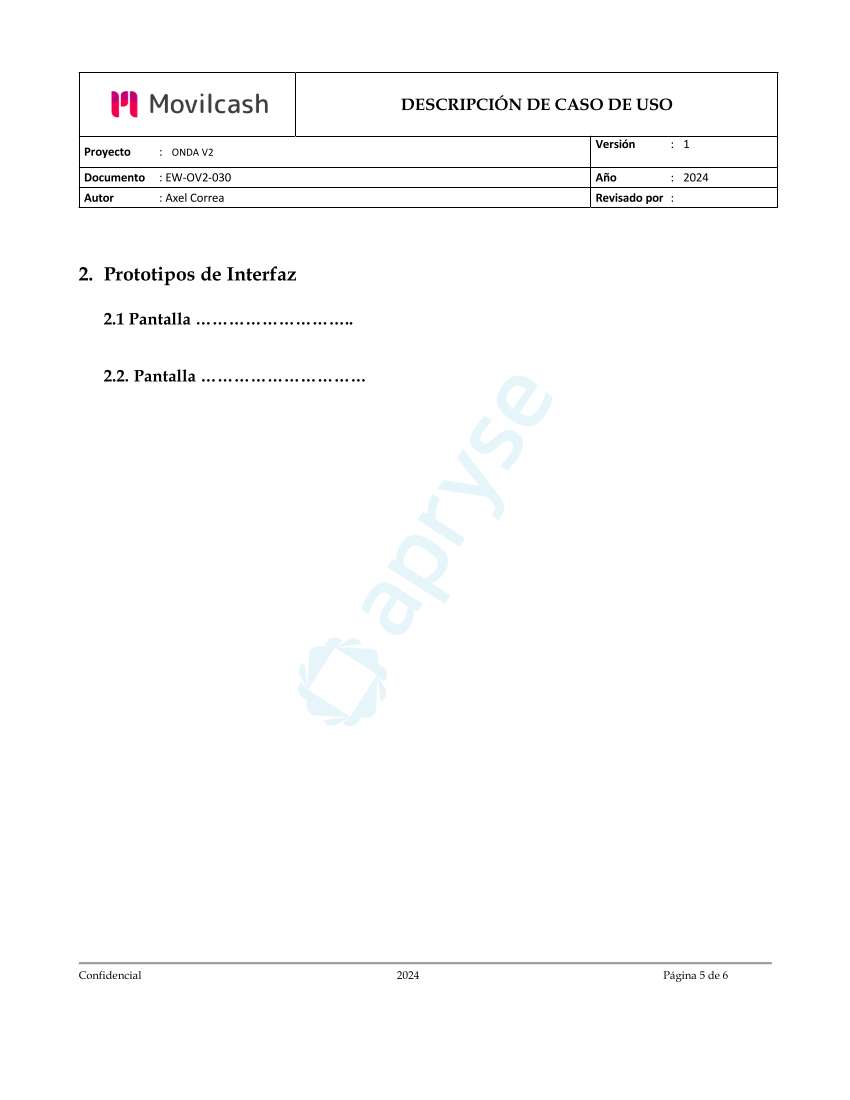 Movilcash
DESCRIPCIÓN DE CASO DE USO
Proyecto : ONDA V2
Versión : 1
Documento : EW-OV2-030
Año : 2024
Autor : Axel Correa
Revisado por :
2. Prototipos de Interfaz
2.1 Pantalla ………………………..
2.2. Pantalla …………………………
apryse
Confidencial 2024 Página 5 de 6